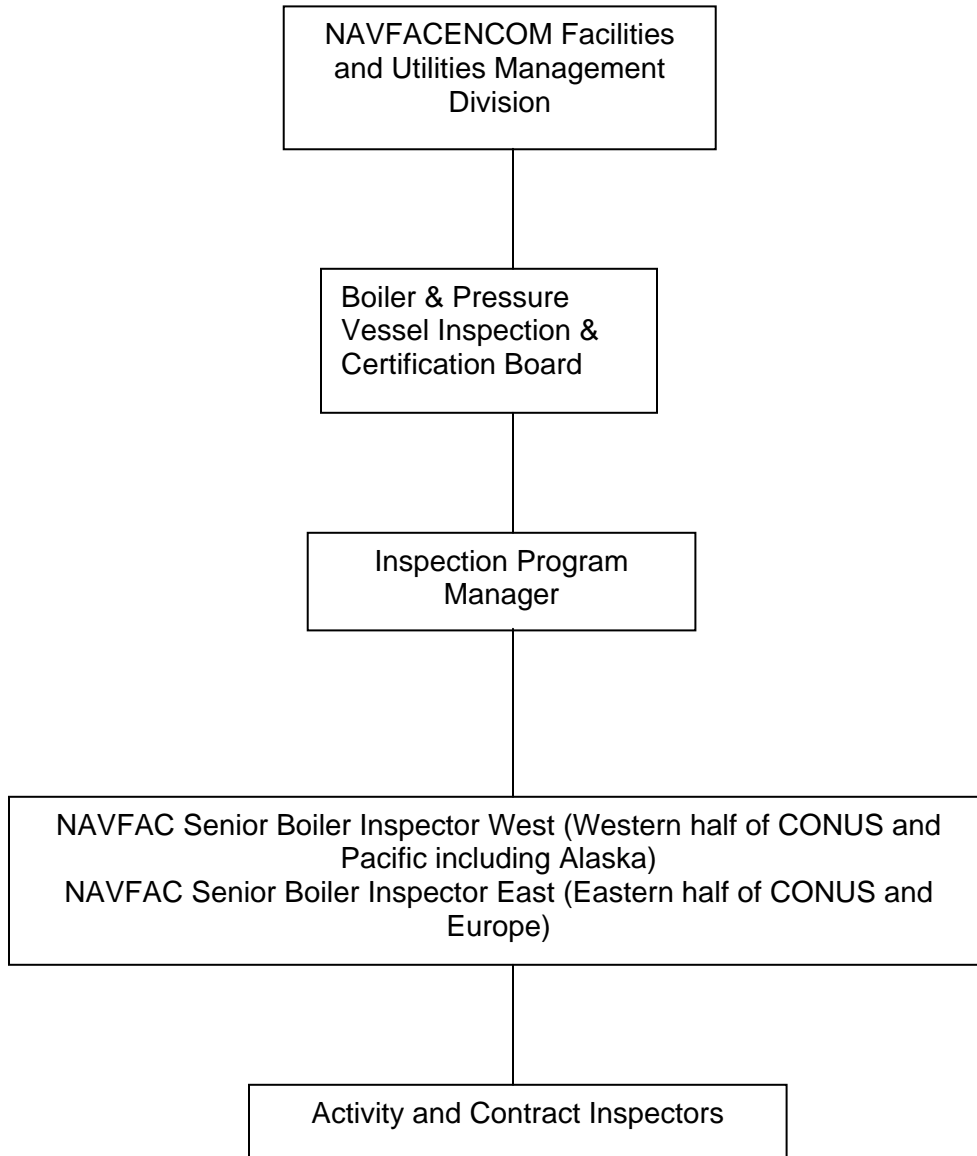 NAVFACENCOM Facilities
and Utilities Management
Division
Boiler & Pressure
Vessel Inspection &
Certification Board
Inspection Program
Manager
NAVFAC Senior Boiler Inspector West (Western half of CONUS and
Pacific including Alaska)
NAVFAC Senior Boiler Inspector East (Eastern half of CONUS and
Europe)
Activity and Contract Inspectors